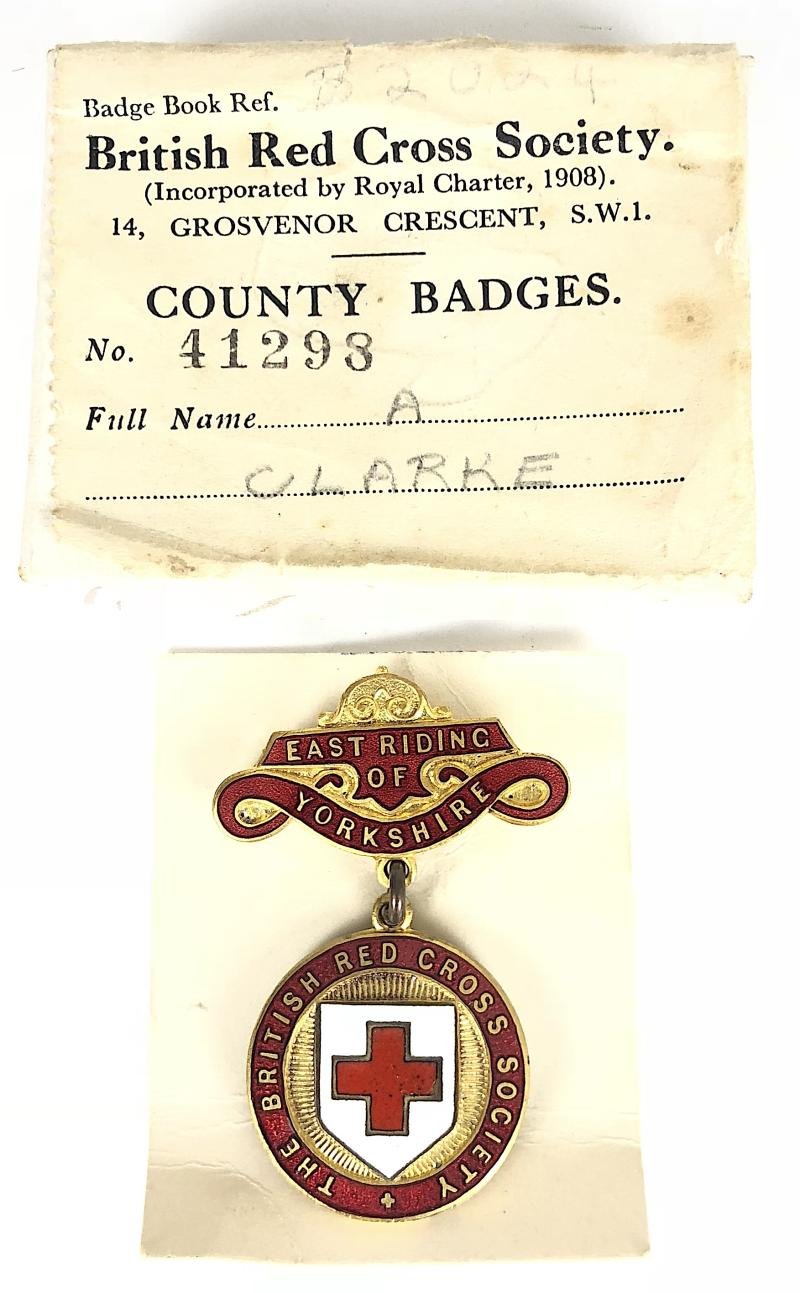 B2024
Badge Book Ref.
British Red Cross Society.
(Incorporated by Royal Charter, 1908).
14, GROSVENOR CRESCENT, S.W.1.
COUNTY BADGES.
No. 41298
Full Name A
CLARKE
EAST RIDING
OF
YORKSHIRE
THE BRITISH RED CROSS SOCIETY